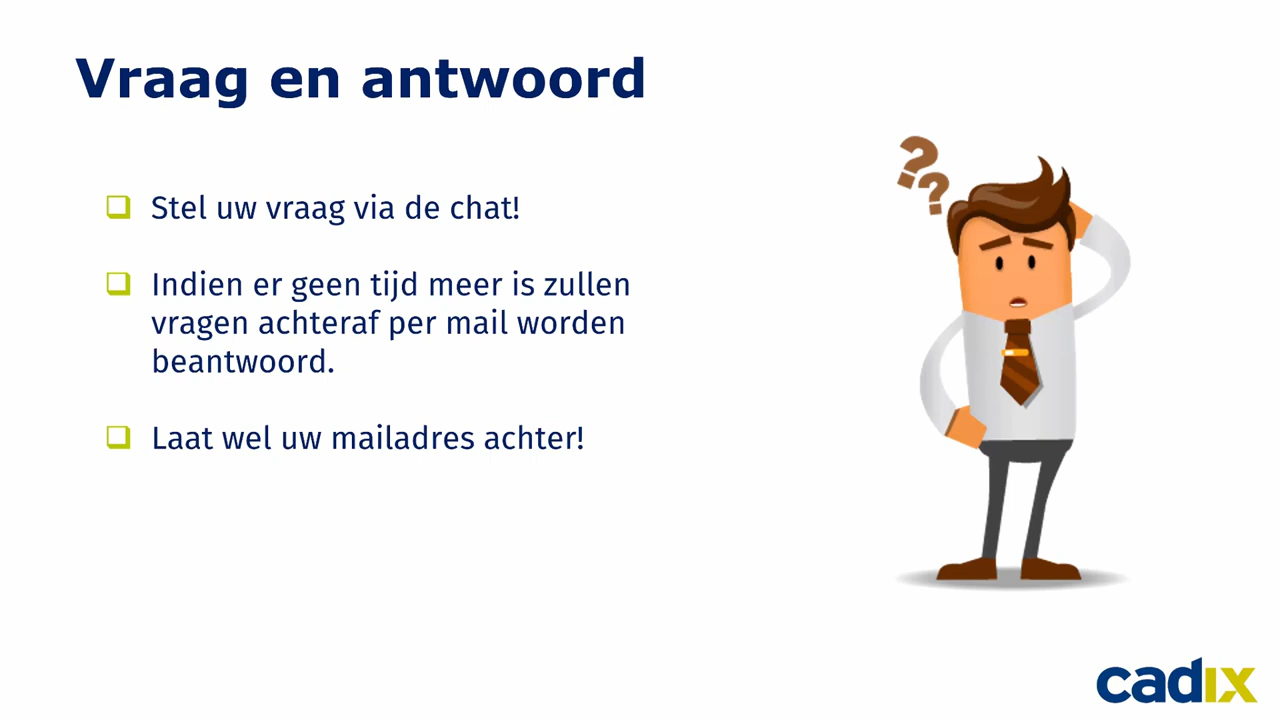 Vraag en antwoord
Stel uw vraag via de chat!
Indien er geen tijd meer is zullen
vragen achteraf per mail worden
beantwoord.
Laat wel uw mailadres achter!
??
cadix